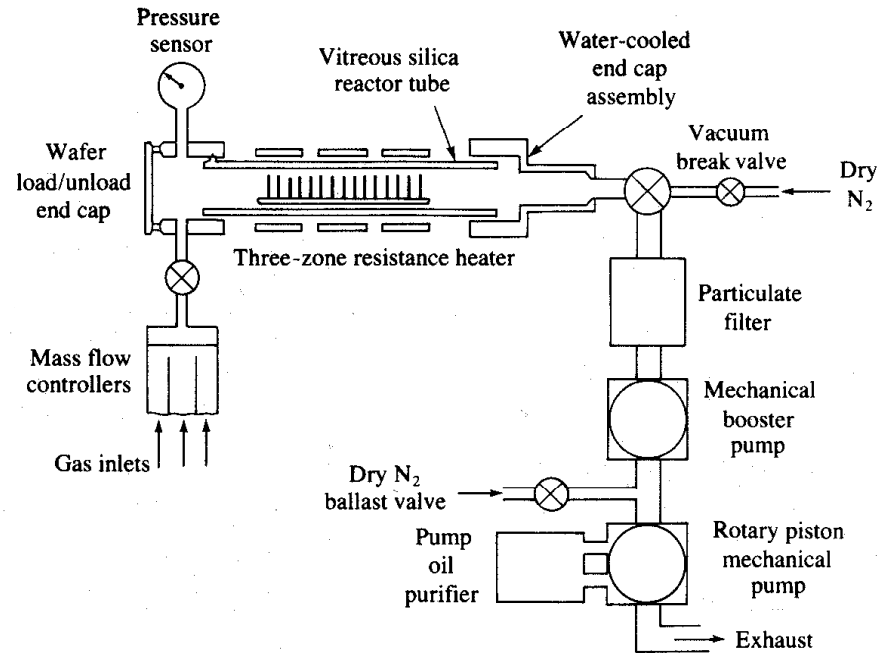 Pressure
sensor
Vitreous silica
reactor tube
Water-cooled
end cap
assembly
Wafer
load/unload
end cap
Vacuum
break valve
Dry
N₂
Three-zone resistance heater
Particulate
filter
Mass flow
controllers
Mechanical
booster
pump
Gas inlets
Dry N₂
ballast valve
Pump
oil
purifier
Rotary piston
mechanical
pump
Exhaust